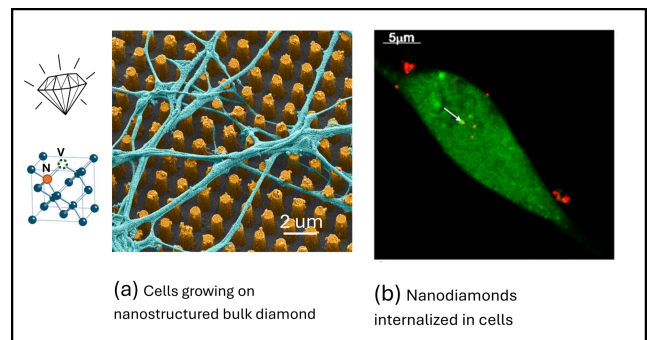 V
N
2 um
5µm
(a) Cells growing on
nanostructured bulk diamond
(b) Nanodiamonds
internalized in cells